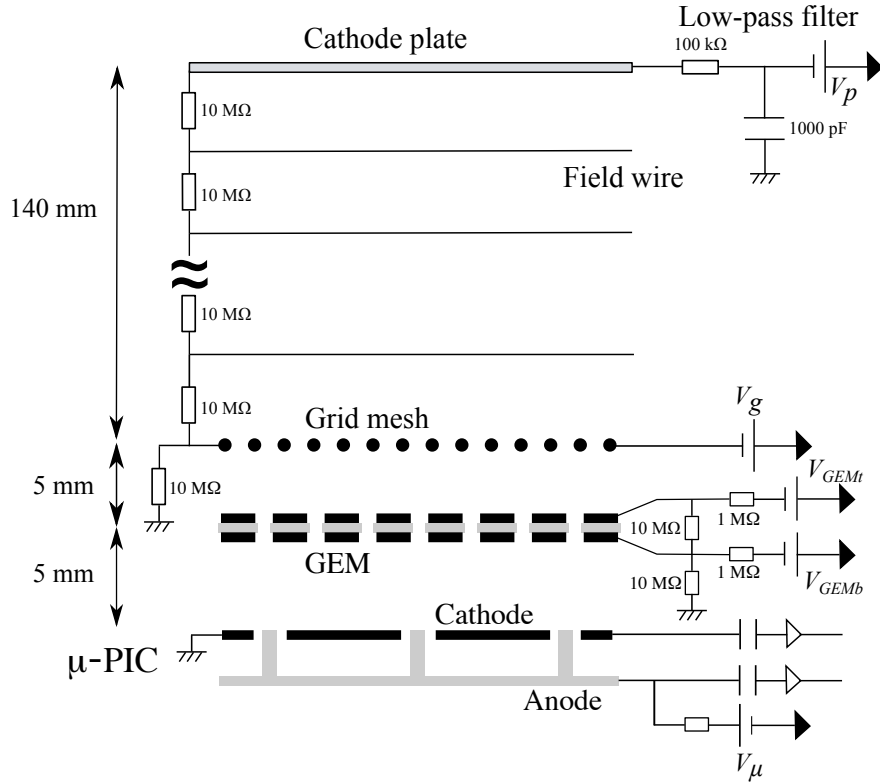 Low-pass filter
Cathode plate
100 kΩ
V_p
10 MΩ
1000 pF
Field wire
10 MΩ
140 mm
10 MΩ
10 MΩ
Grid mesh
V_g
5 mm
10 MΩ
V_GEMt
10 MΩ
1 MΩ
GEM
5 mm
10 MΩ
1 MΩ
V_GEMb
Cathode
μ-PIC
Anode
V_μ